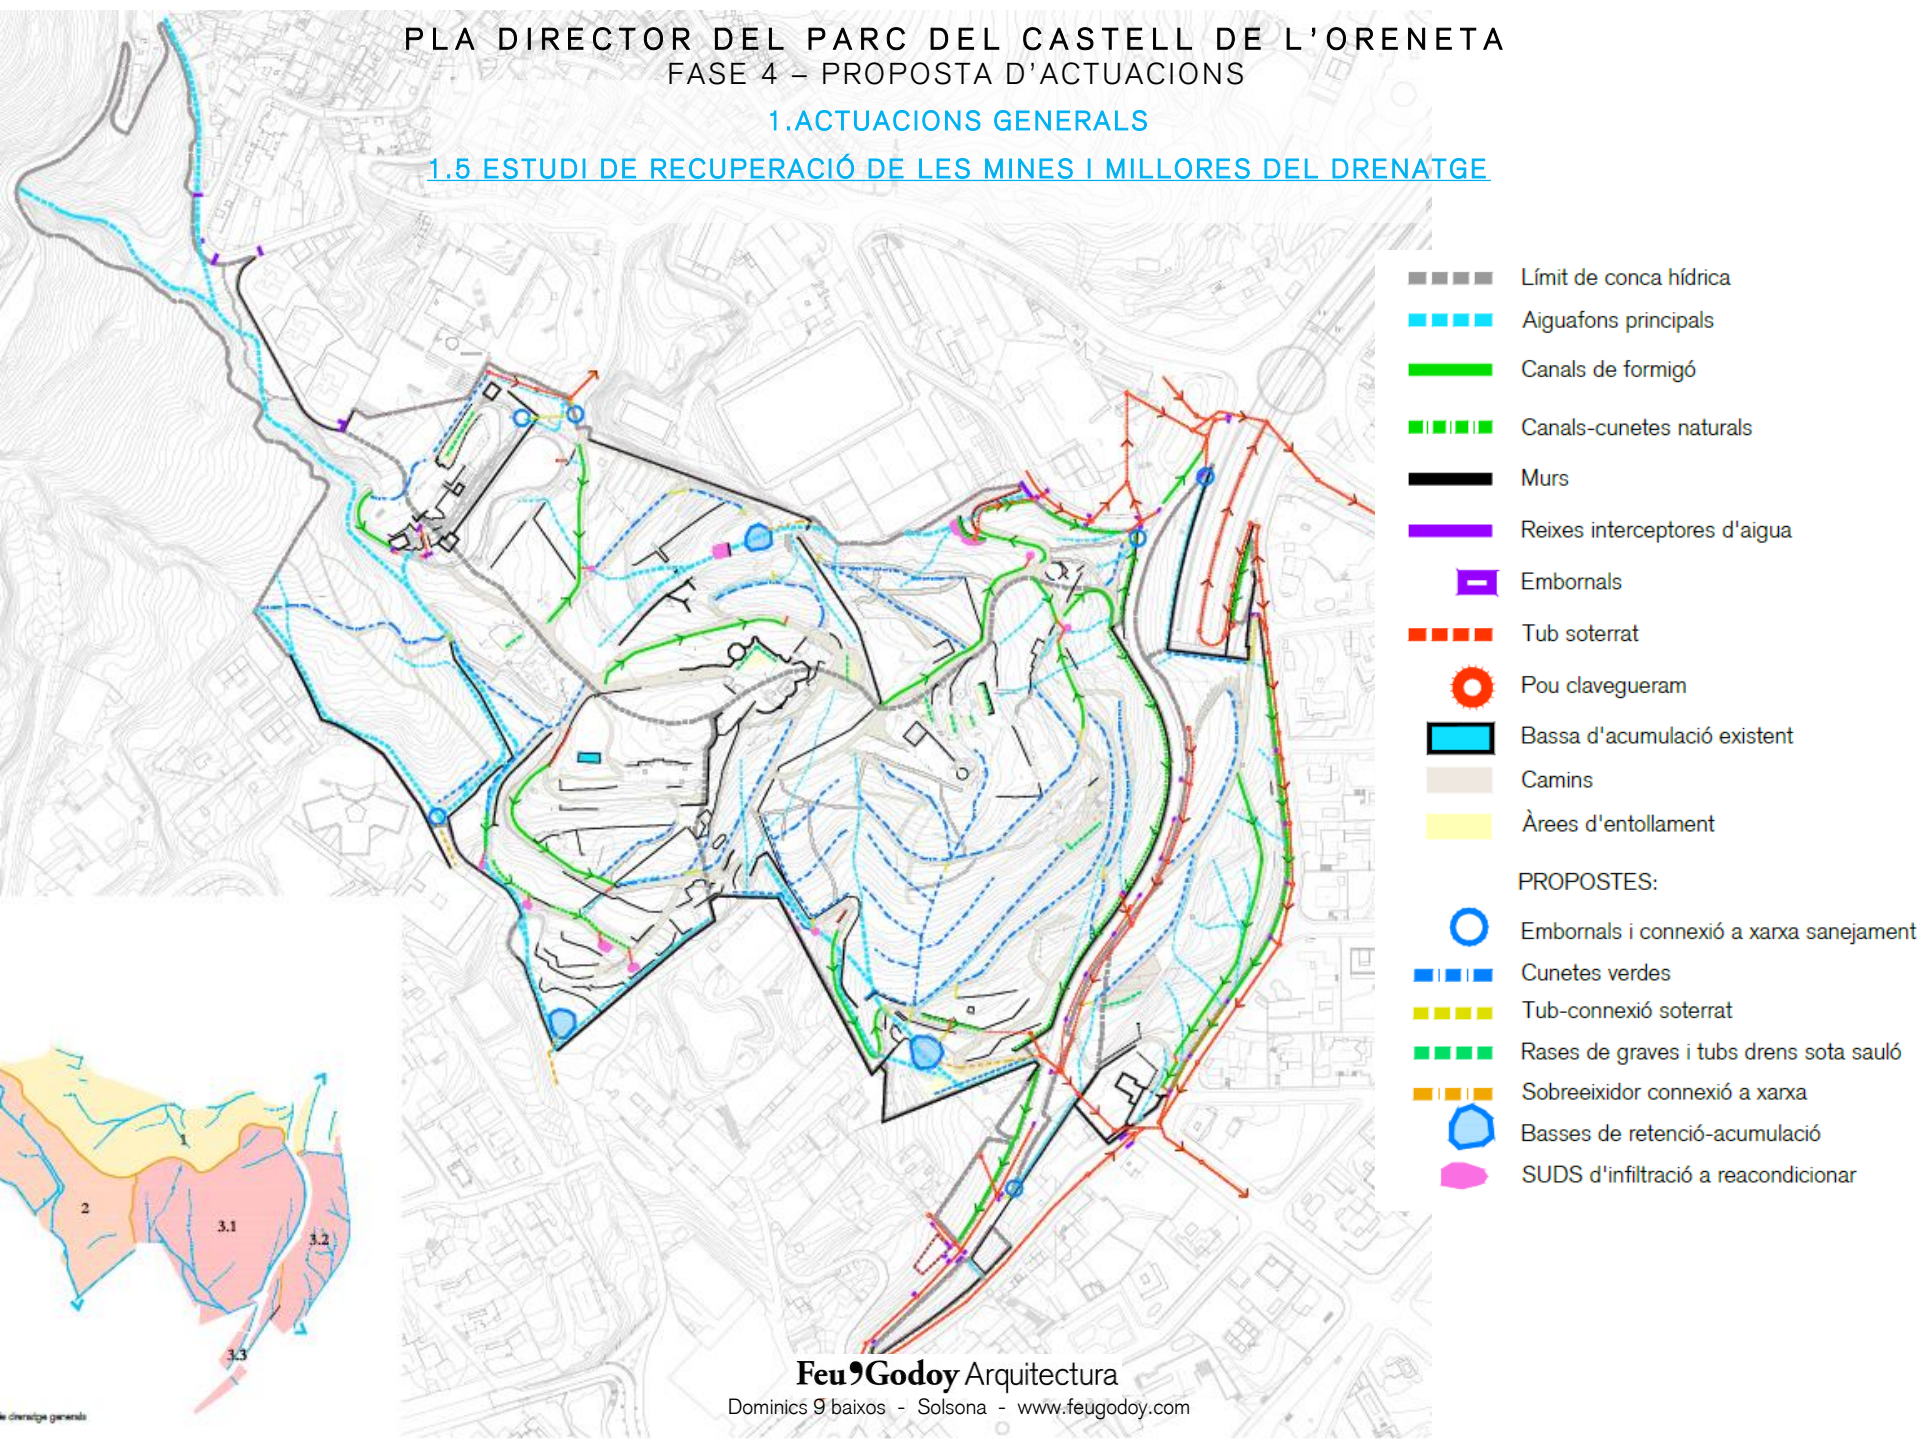 PLA DIRECTOR DEL PARC DEL CASTELL DE L'ORENETA
FASE 4 – PROPOSTA D'ACTUACIONS
1.ACTUACIONS GENERALS
1.5 ESTUDI DE RECUPERACIÓ DE LES MINES I MILLORES DEL DRENATGE
Límit de conca hídrica
Aiguafons principals
Canals de formigó
Canals-cunetes naturals
Murs
Reixes interceptores d'aigua
Embornals
Tub soterrat
Pou clavegueram
Bassa d'acumulació existent
Camins
Àrees d'entollament
PROPOSTES:
Embornals i connexió a xarxa sanejament
Cunetes verdes
Tub-connexió soterrat
Rases de graves i tubs drens sota sauló
Sobreeixidor connexió a xarxa
Basses de retenció-acumulació
SUDS d'infiltració a reacondicionar
1
2
3.1
3.2
3.3
drenatge generals
Feu9Godoy Arquitectura
Dominics 9 baixos - Solsona - www.feugodoy.com